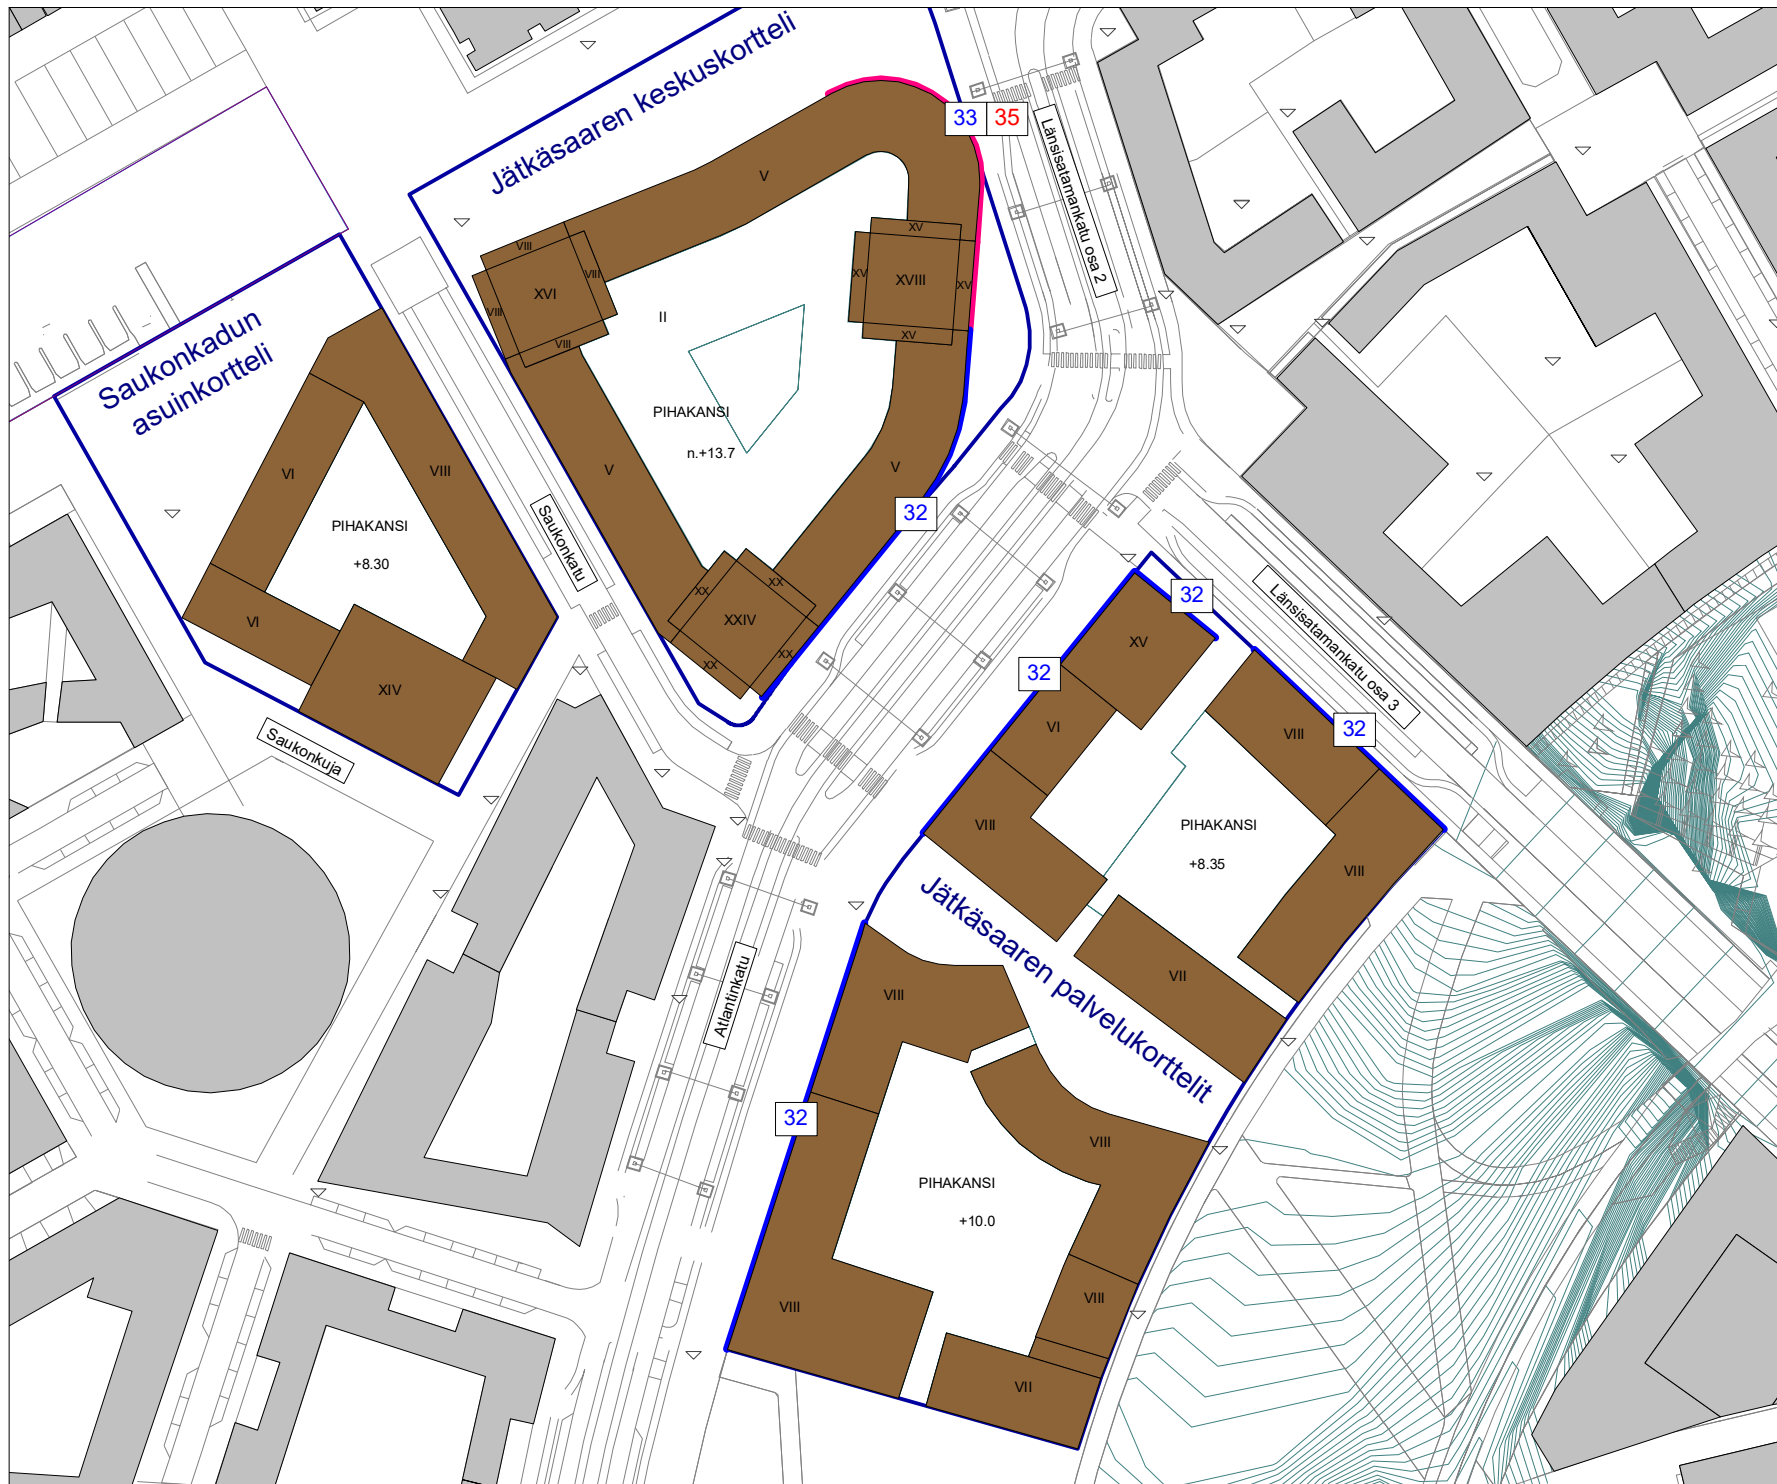 Jätkäsaaren keskuskortteli
33 35
Länsisatamankatu osa 2
V
VIII
VIII
VIII
VIII
XVI
XV
XV
XV
XV
XVIII
II
PIHAKANSI
n.+13.7
V
V
32
XX
XX
XX
XX
XXIV
Saukonkadun
asuinkortteli
VI
VIII
PIHAKANSI
+8.30
VI
XIV
Saukonkatu
Saukonkuja
32
32
32
XV
VI
VIII
VIII
VIII
VII
PIHAKANSI
+8.35
Länsisatamankatu osa 3
Jätkäsaaren palvelukorttelit
Atlantinkatu
32
VIII
VIII
PIHAKANSI
+10.0
VIII
VIII
VII